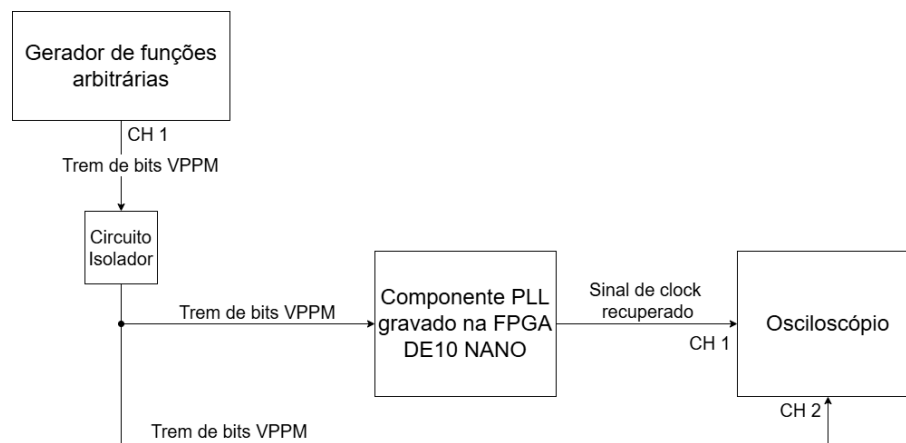 Gerador de funções
arbitrárias
CH 1
Trem de bits VPPM
Circuito
Isolador
Trem de bits VPPM
Componente PLL
gravado na FPGA
DE10 NANO
Sinal de clock
recuperado
CH 1
Osciloscópio
CH 2
Trem de bits VPPM